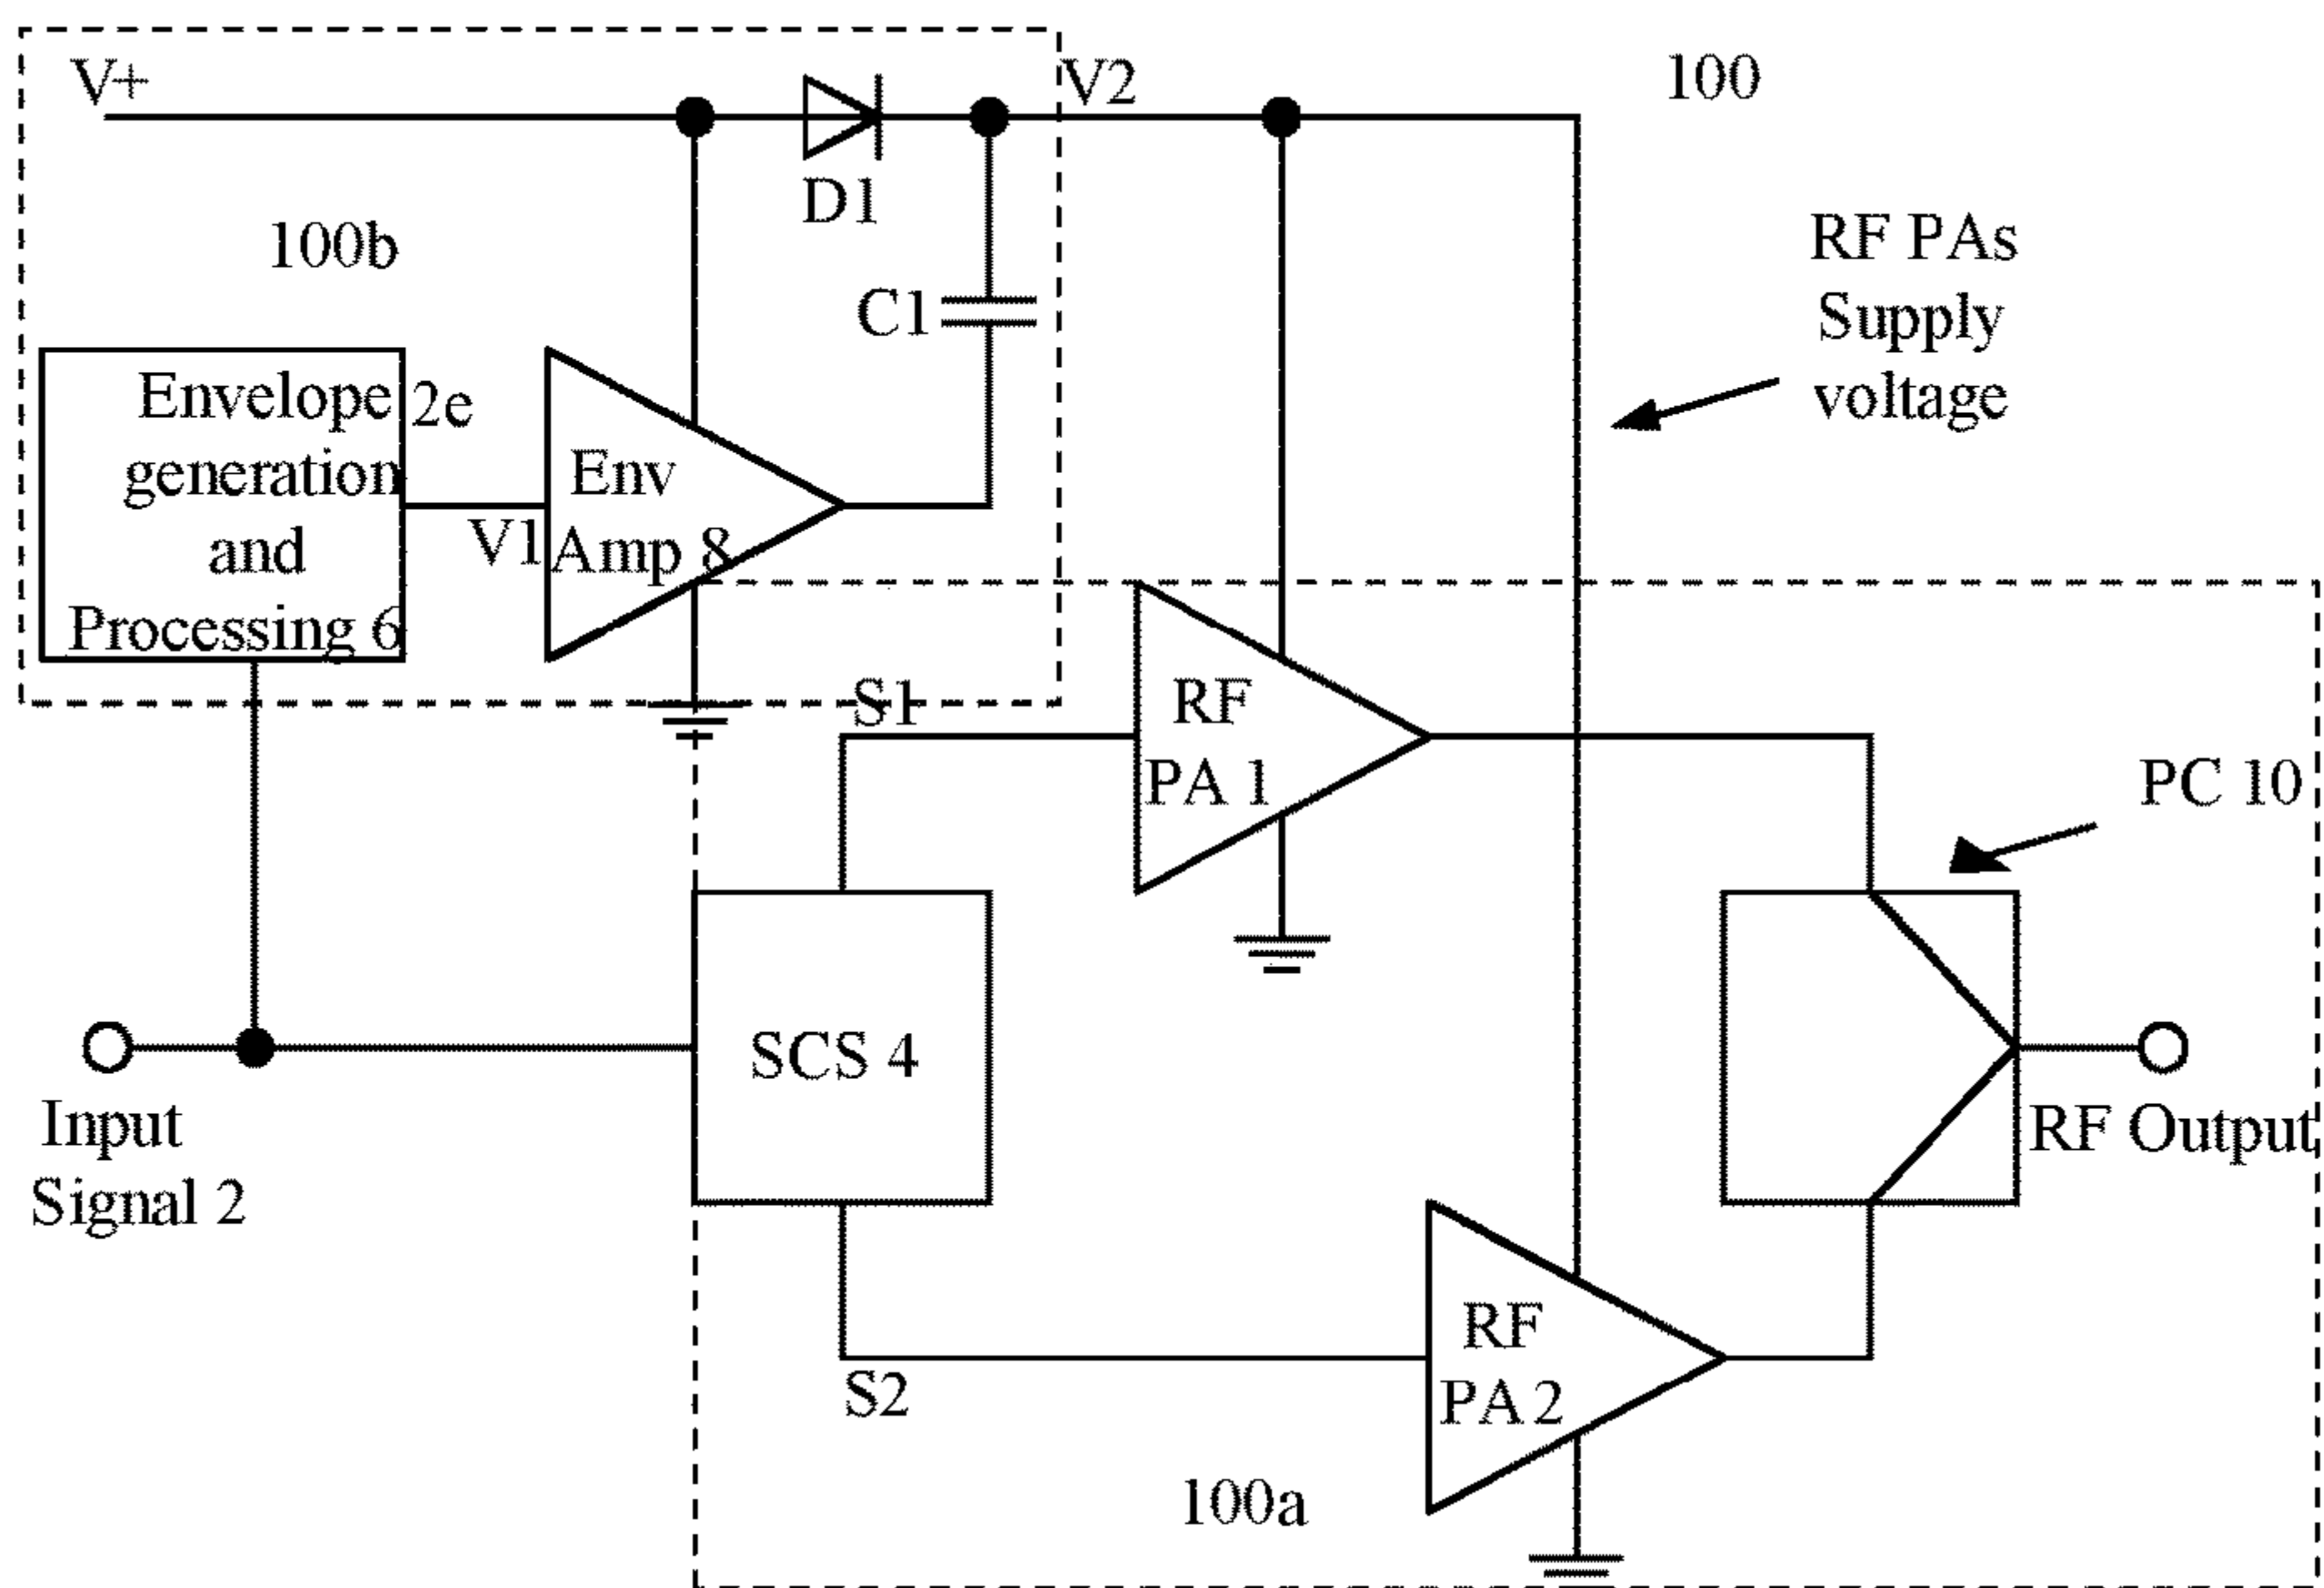 V+
V2
100
D1
100b
RF PAs
Supply
voltage
C1
Envelope
generation
and
Processing 6
2e
V1
Env
Amp 8
S1
RF
PA 1
PC 10
SCS 4
Input
Signal 2
RF Output
RF
PA 2
S2
100a